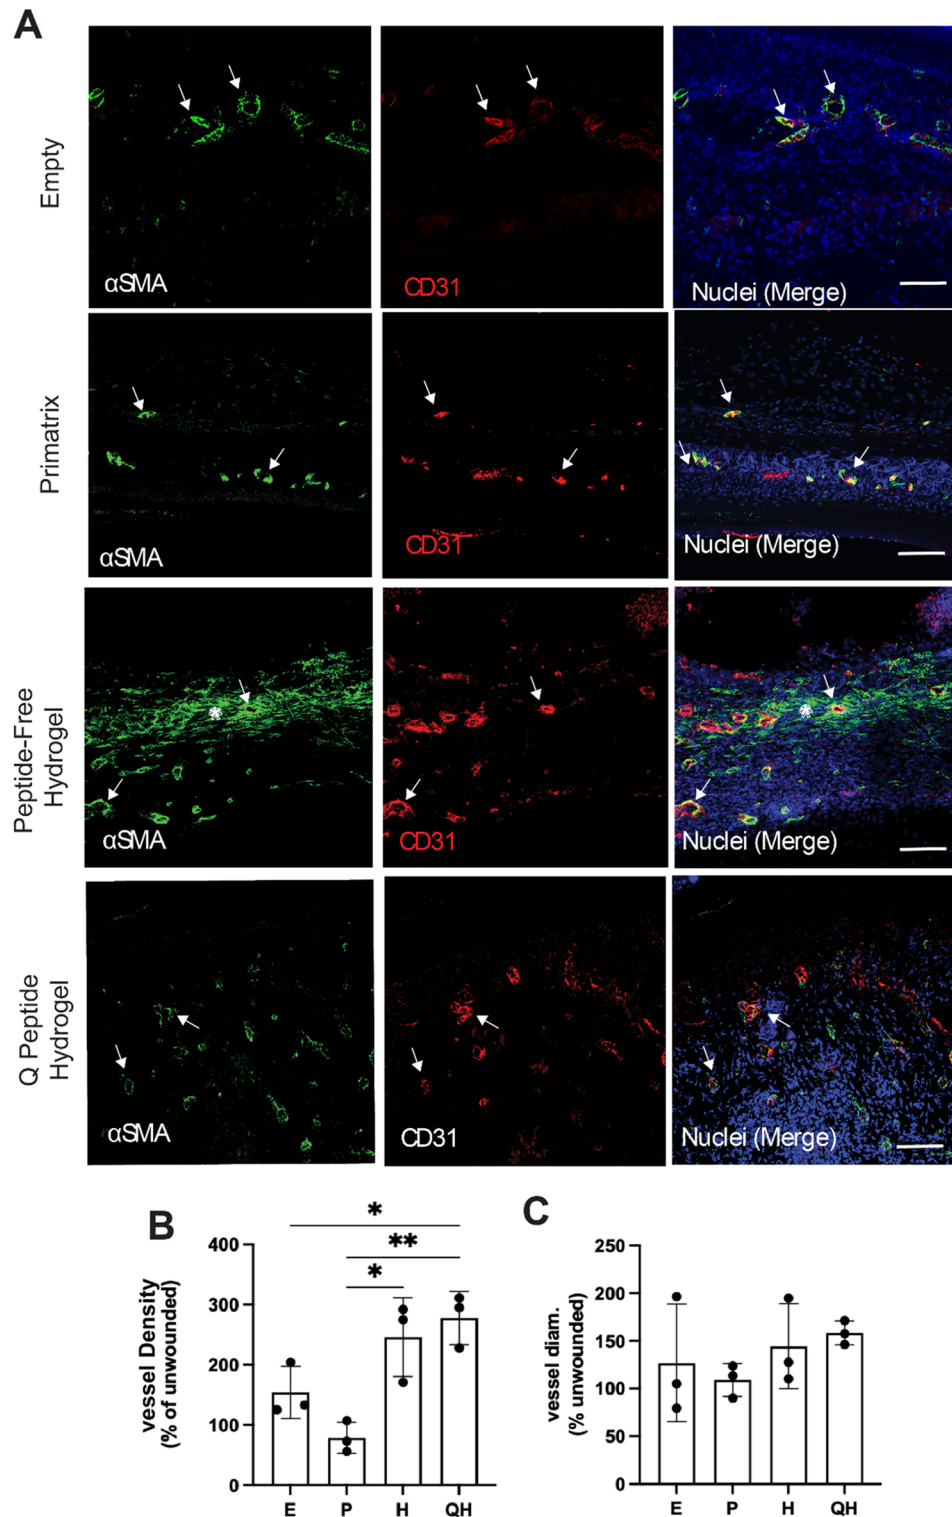 A
Empty
αSMA
CD31
Nuclei (Merge)
Primatrix
αSMA
CD31
Nuclei (Merge)
Peptide-Free
Hydrogel
*
*
αSMA
CD31
Nuclei (Merge)
Q Peptide
Hydrogel
αSMA
CD31
Nuclei (Merge)
B
vessel Density
(% of unwounded)
400
300
200
100
0
*
**
*
E P H QH
C
vessel diam.
(% unwounded)
250
200
150
100
50
0
E P H QH